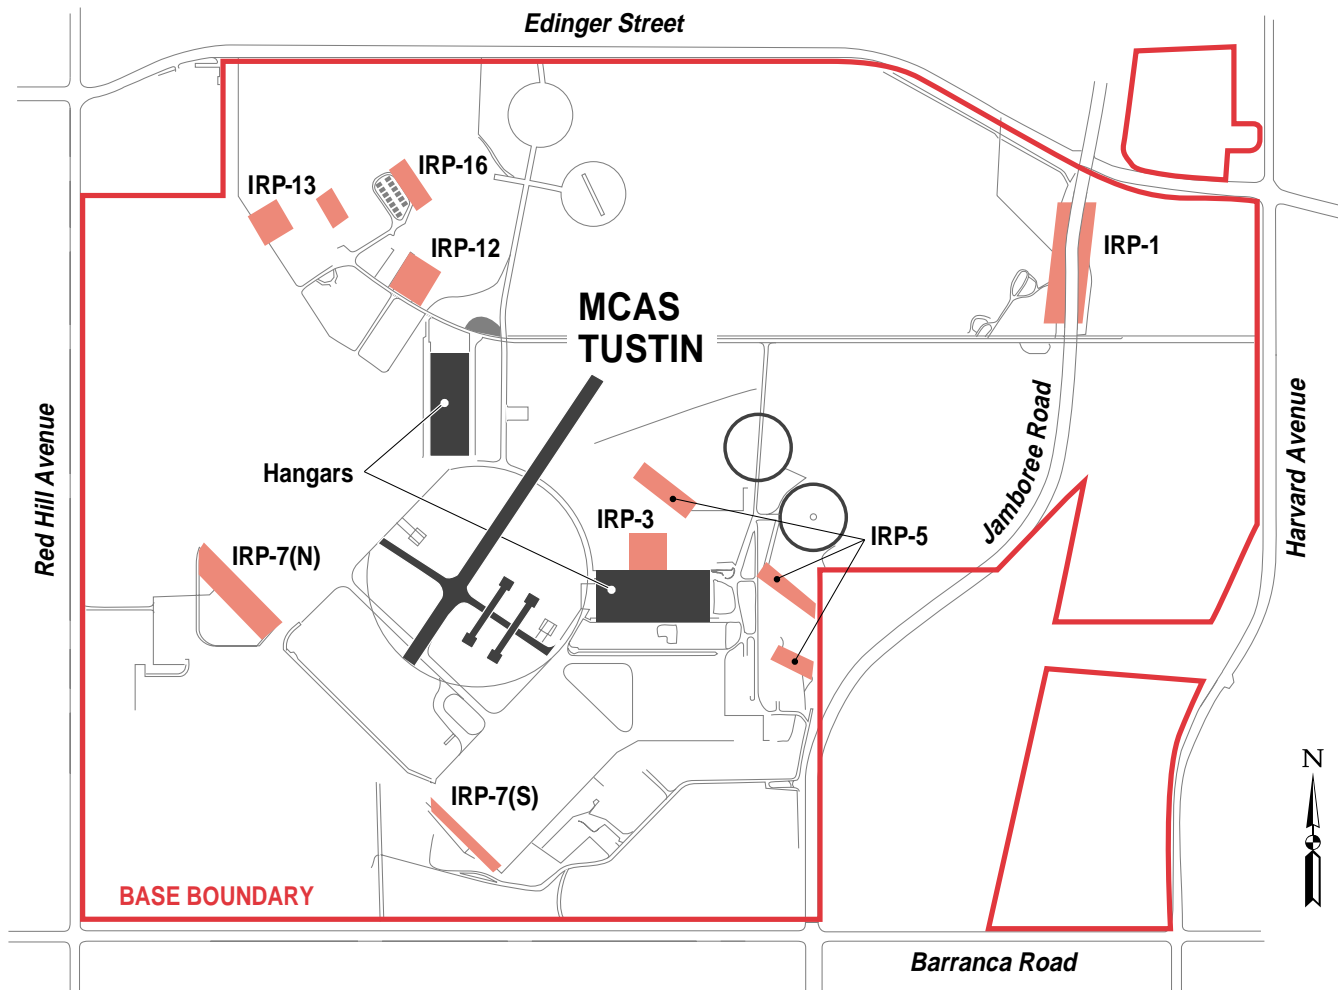 Edinger Street
IRP-16
IRP-13
IRP-12
IRP-1
MCAS
TUSTIN
Jamboree Road
Red Hill Avenue
Harvard Avenue
Hangars
IRP-3
IRP-5
IRP-7(N)
IRP-7(S)
N
BASE BOUNDARY
Barranca Road